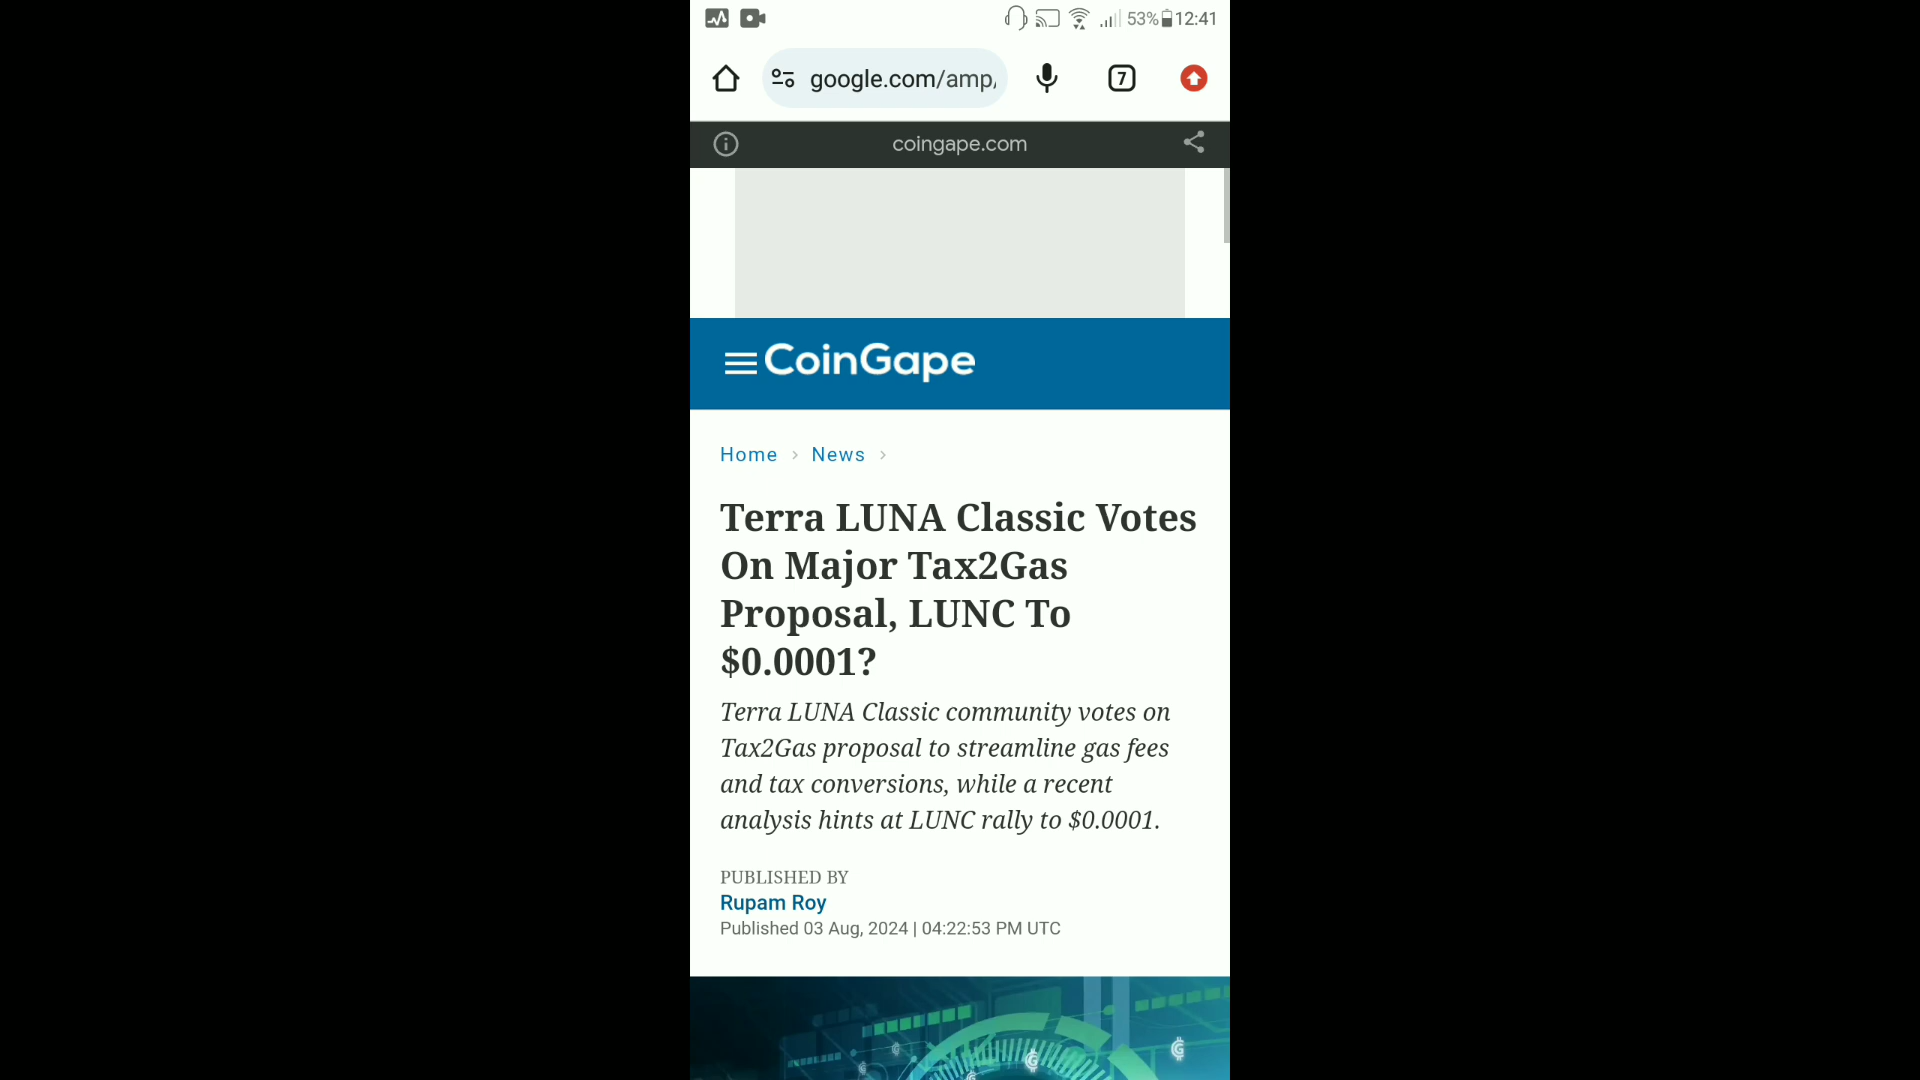 53% 12:41
google.com/amp/
7
coingape.com
CoinGape
Home > News >
Terra LUNA Classic Votes
On Major Tax2Gas
Proposal, LUNC To
$0.0001?
Terra LUNA Classic community votes on
Tax2Gas proposal to streamline gas fees
and tax conversions, while a recent
analysis hints at LUNC rally to $0.0001.
PUBLISHED BY
Rupam Roy
Published 03 Aug, 2024 | 04:22:53 PM UTC